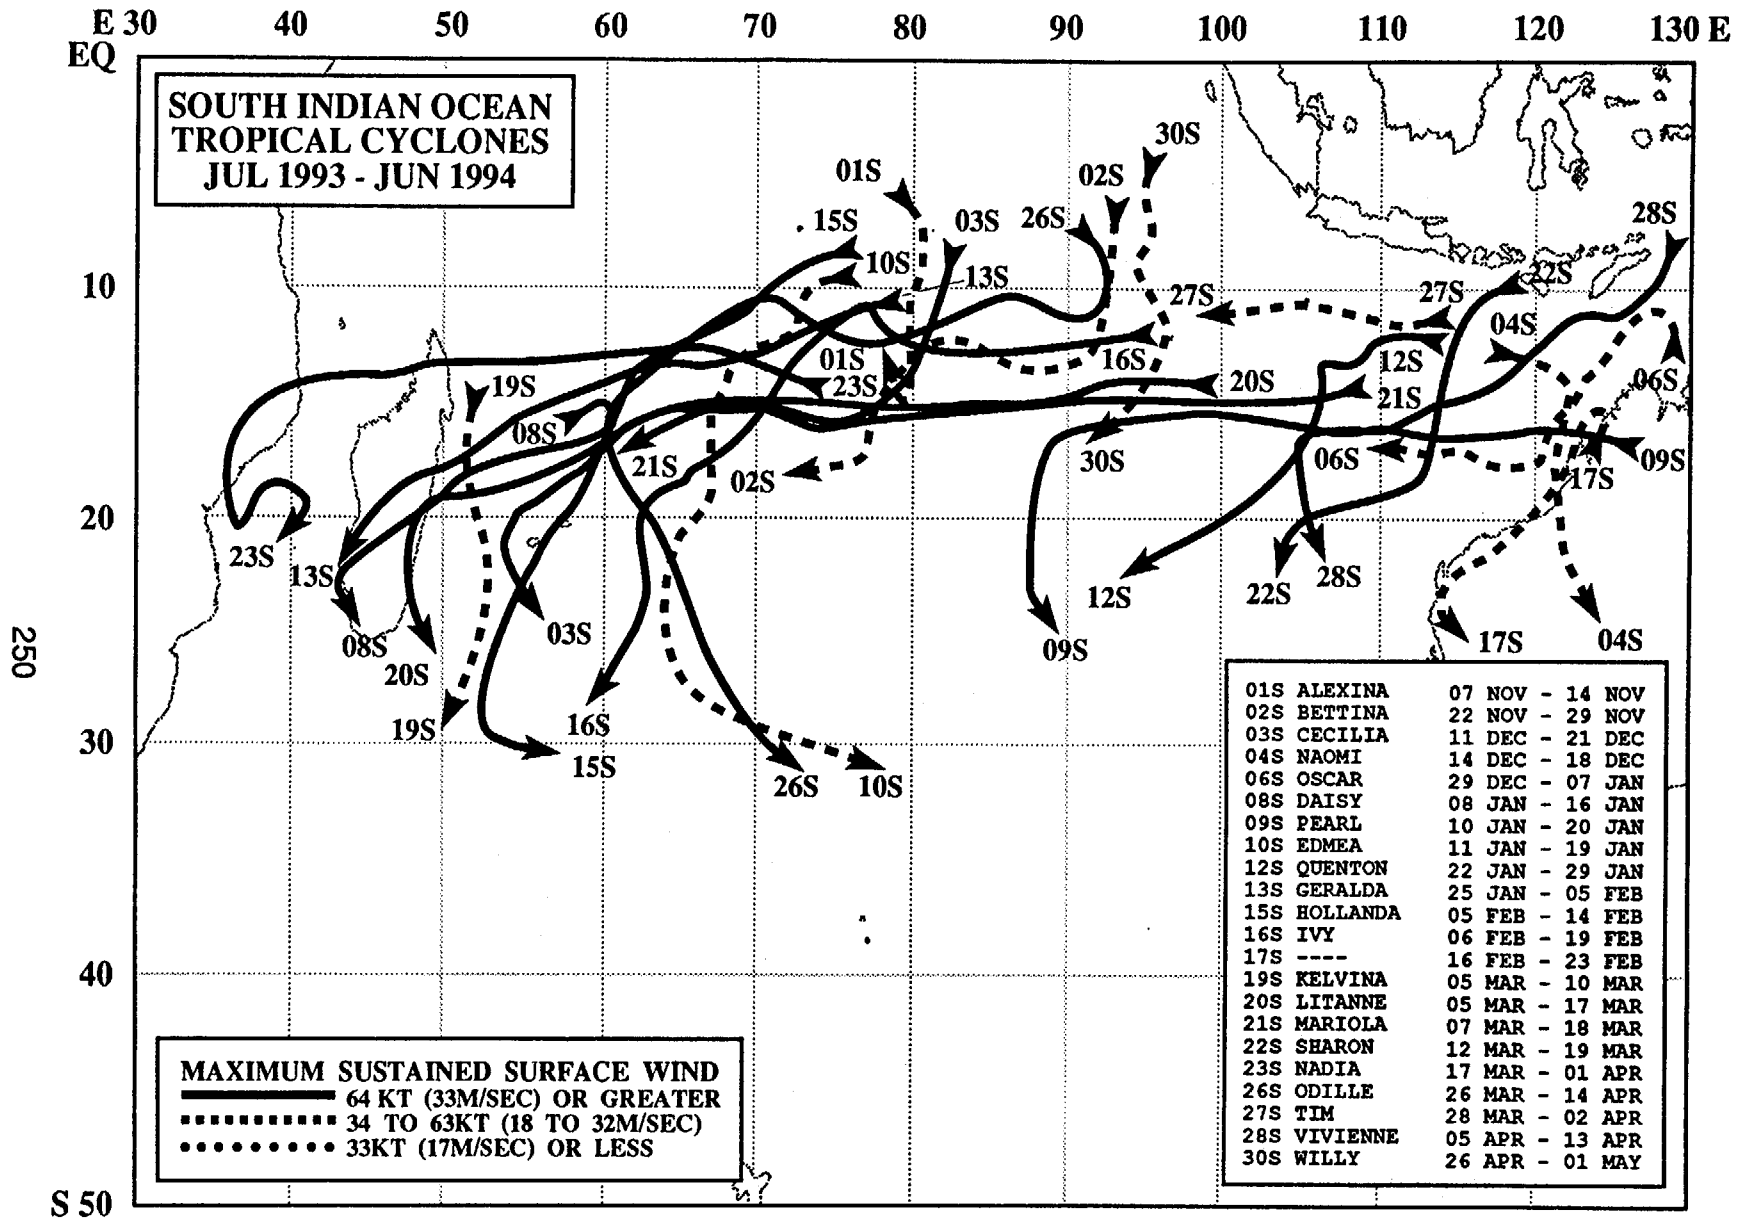 E 30 40 50 60 70 80 90 100 110 120 130 E
EQ
SOUTH INDIAN OCEAN
TROPICAL CYCLONES
JUL 1993 - JUN 1994
30S
01S
02S
15S
03S
26S
28S
10S
13S
22S
10
27S
27S
04S
01S
16S
12S
06S
19S
23S
20S
21S
08S
21S
02S
30S
06S
09S
17S
20
23S
13S
12S
22S
28S
08S
03S
09S
17S
04S
20S
19S
16S
30
15S
26S
10S
250
01S ALEXINA 07 NOV - 14 NOV
02S BETTINA 22 NOV - 29 NOV
03S CECILIA 11 DEC - 21 DEC
04S NAOMI 14 DEC - 18 DEC
06S OSCAR 29 DEC - 07 JAN
08S DAISY 08 JAN - 16 JAN
09S PEARL 10 JAN - 20 JAN
10S EDMEA 11 JAN - 19 JAN
12S QUENTON 22 JAN - 29 JAN
13S GERALDA 25 JAN - 05 FEB
15S HOLLANDA 05 FEB - 14 FEB
16S IVY 06 FEB - 19 FEB
17S ---- 16 FEB - 23 FEB
19S KELVINA 05 MAR - 10 MAR
20S LITANNE 05 MAR - 17 MAR
21S MARIOLA 07 MAR - 18 MAR
22S SHARON 12 MAR - 19 MAR
23S NADIA 17 MAR - 01 APR
26S ODILLE 26 MAR - 14 APR
27S TIM 28 MAR - 02 APR
28S VIVIENNE 05 APR - 13 APR
30S WILLY 26 APR - 01 MAY
40
MAXIMUM SUSTAINED SURFACE WIND
64 KT (33M/SEC) OR GREATER
34 TO 63KT (18 TO 32M/SEC)
33KT (17M/SEC) OR LESS
S 50